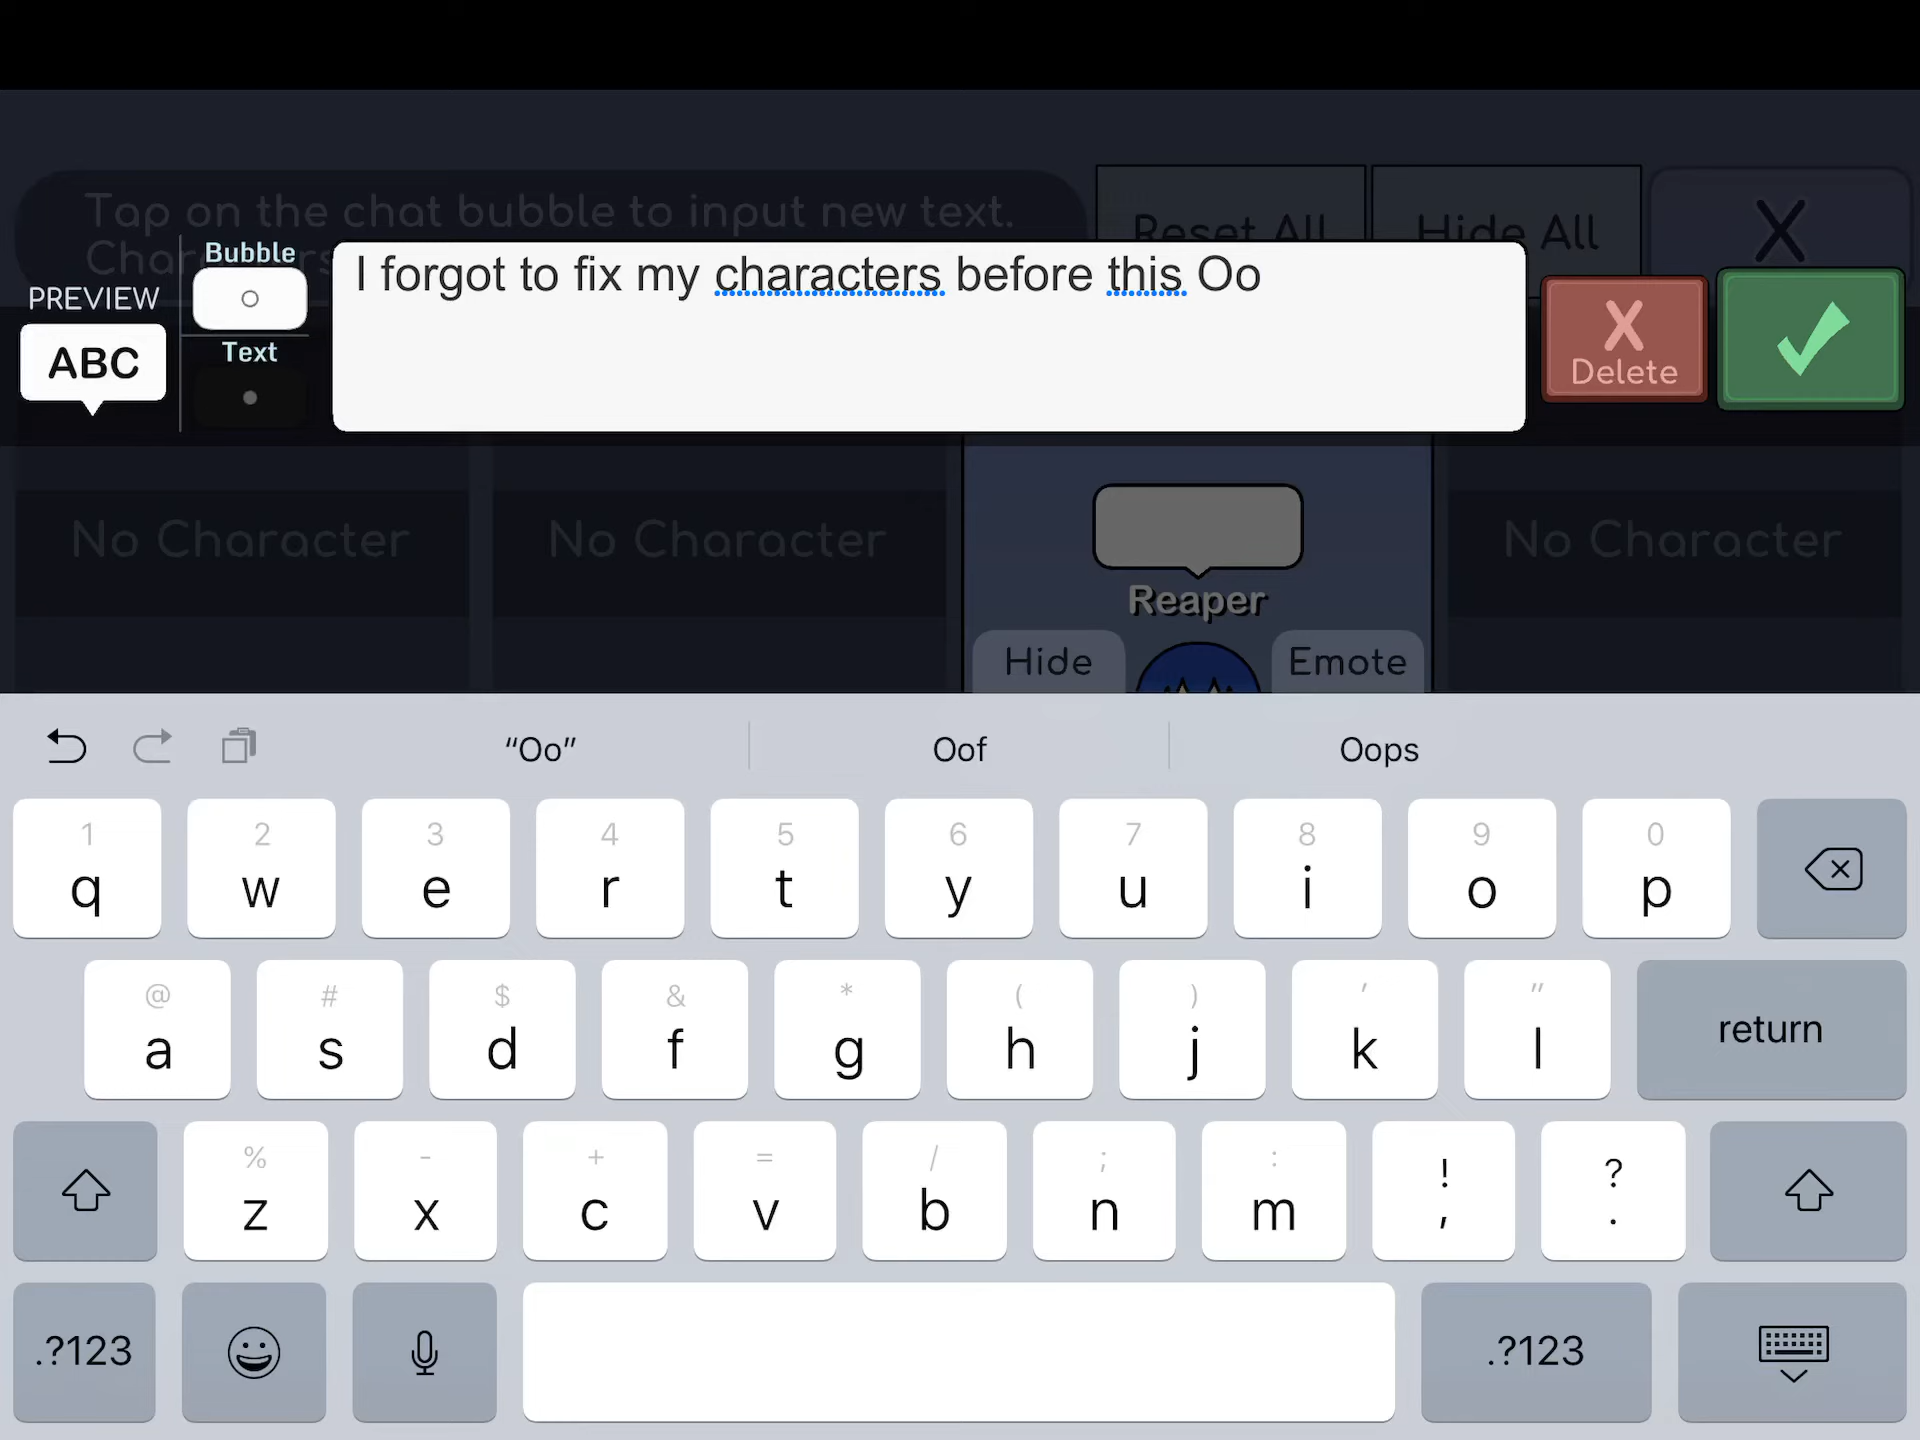 Tap on the chat bubble to input new text.
Characters
Reset All
Hide All
X
Bubble
PREVIEW
ABC
Text
I forgot to fix my characters before this Oo
X
Delete
No Character
No Character
No Character
Reaper
Hide
Emote
“Oo”
Oof
Oops
1 2 3 4 5 6 7 8 9 0
q w e r t y u i o p
@ # $ & * ( ) ' "
a s d f g h j k l
return
% - + = / ; : ! ?
z x c v b n m , .
.?123
.?123